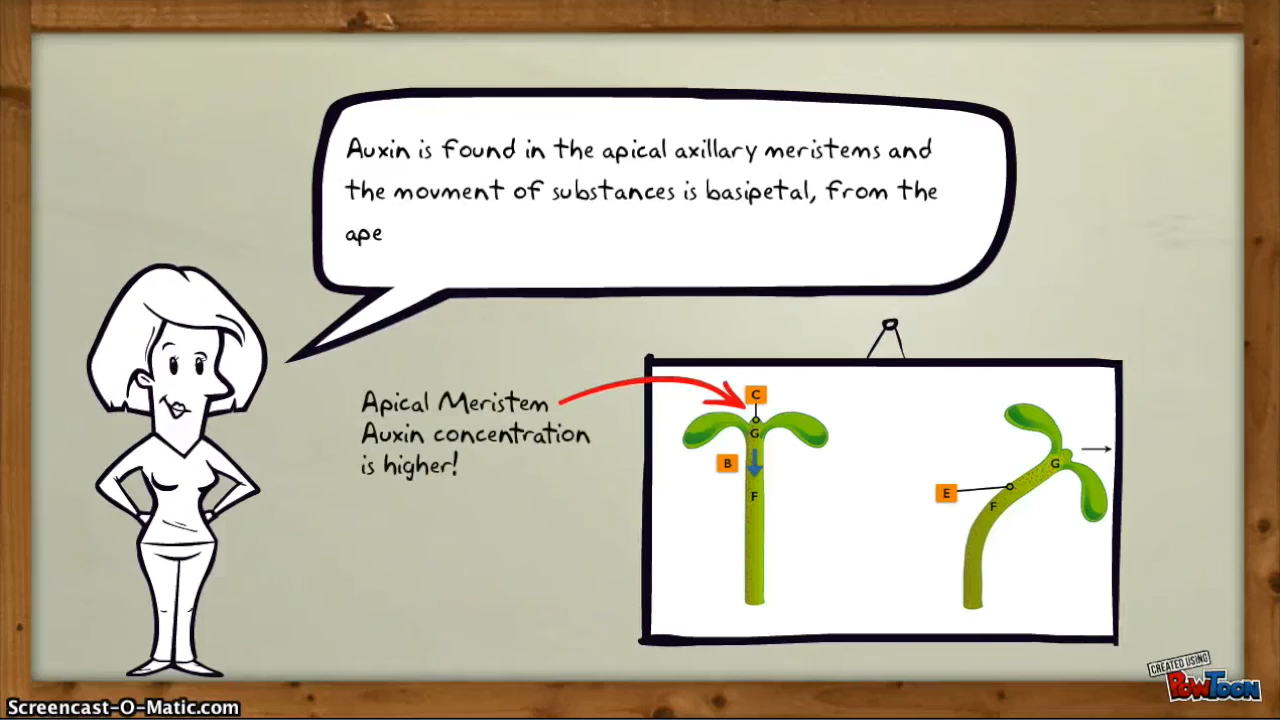 Auxin is found in the apical axillary meristems and
the movment of substances is basipetal, from the
ape
Apical Meristem
Auxin concentration
is higher!
C
G
B
F
G
E
F
CREATED USING
POWTOON
Screencast-O-Matic.com